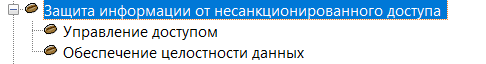 Защита информации от несанкционированного доступа
Управление доступом
Обеспечение целостности данных